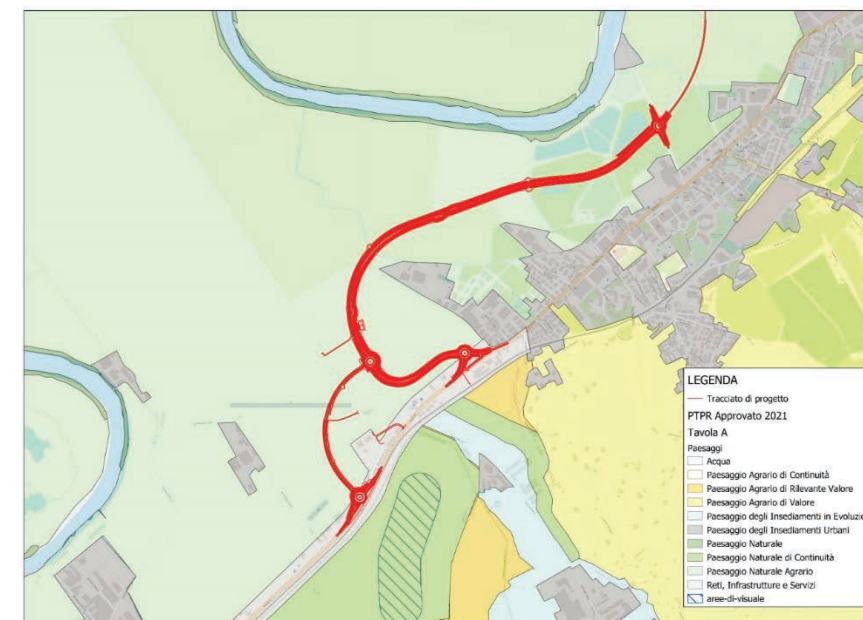 LEGENDA
Tracciato di progetto
PTPR Approvato 2021
Tavola A
Paesaggi
Acqua
Paesaggio Agrario di Continuità
Paesaggio Agrario di Rilevante Valore
Paesaggio Agrario di Valore
Paesaggio degli Insediamenti in Evoluzio
Paesaggio degli Insediamenti Urbani
Paesaggio Naturale
Paesaggio Naturale di Continuità
Paesaggio Naturale Agrario
Reti, Infrastrutture e Servizi
aree-di-visuale